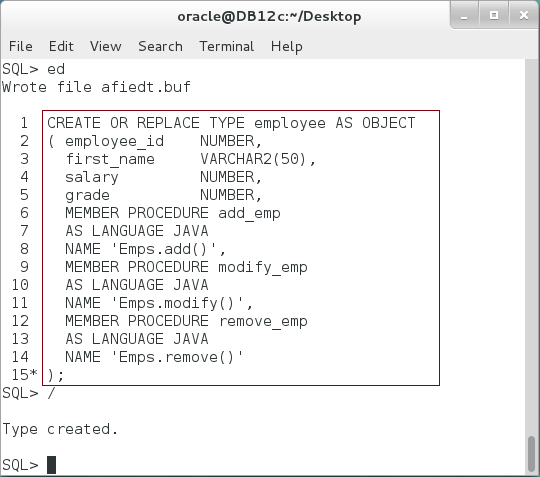 oracle@DB12c:~/Desktop
File Edit View Search Terminal Help
SQL> ed
Wrote file afiedt.buf
1 CREATE OR REPLACE TYPE employee AS OBJECT
2 ( employee_id NUMBER,
3 first_name VARCHAR2(50),
4 salary NUMBER,
5 grade NUMBER,
6 MEMBER PROCEDURE add_emp
7 AS LANGUAGE JAVA
8 NAME 'Emps.add()',
9 MEMBER PROCEDURE modify_emp
10 AS LANGUAGE JAVA
11 NAME 'Emps.modify()',
12 MEMBER PROCEDURE remove_emp
13 AS LANGUAGE JAVA
14 NAME 'Emps.remove()'
15* );
SQL> /
Type created.
SQL>